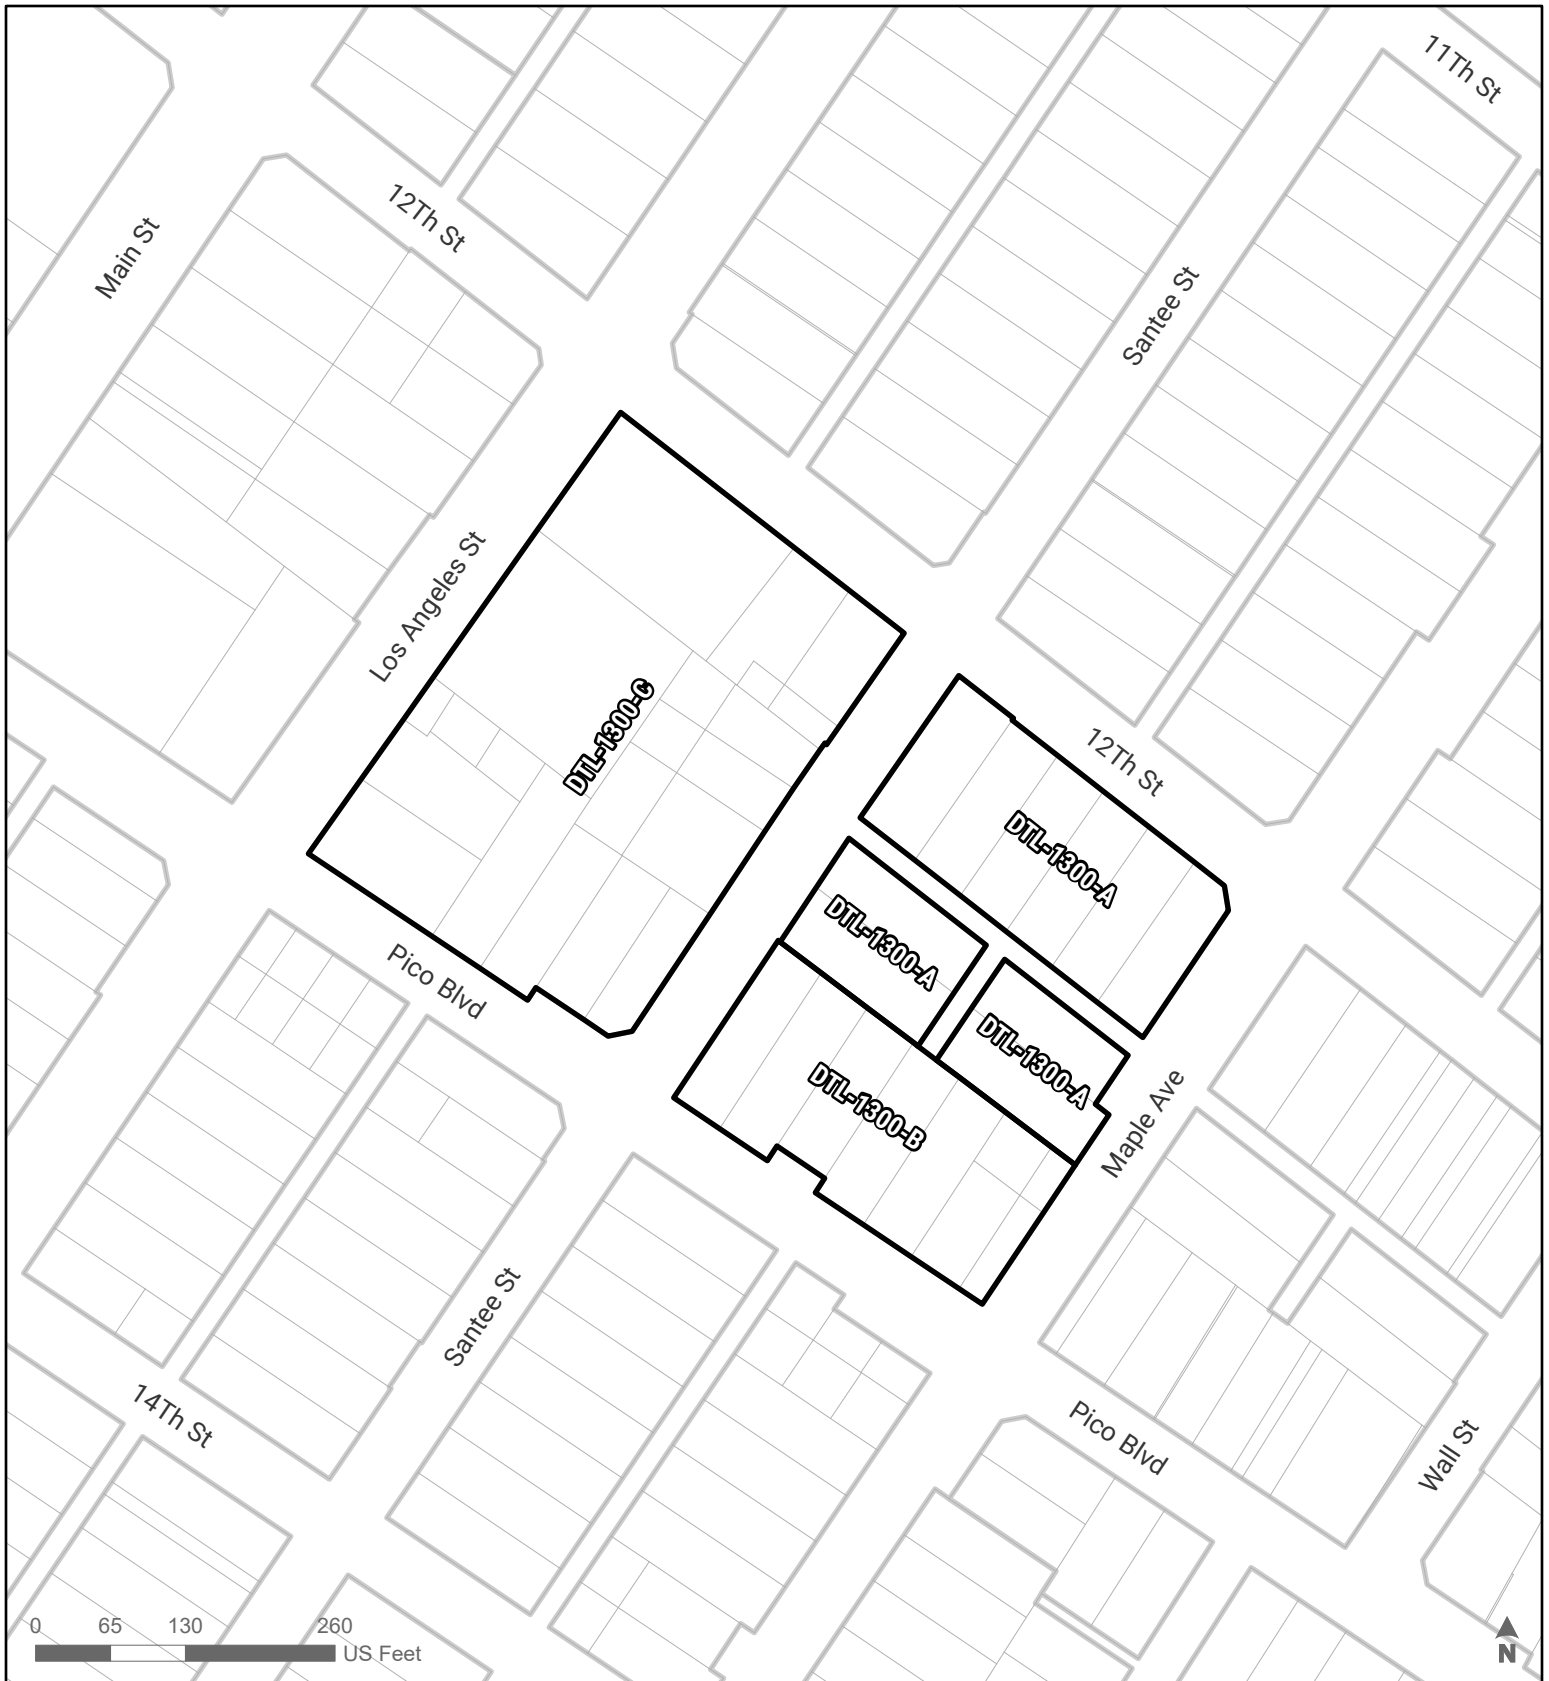 11Th St
12Th St
Main St
Santee St
Los Angeles St
DTL-1300-C
12Th St
DTL-1300-A
DTL-1300-A
Pico Blvd
DTL-1300-A
DTL-1300-B
Maple Ave
Santee St
14Th St
Pico Blvd
Wall St
0 65 130 260
US Feet
N